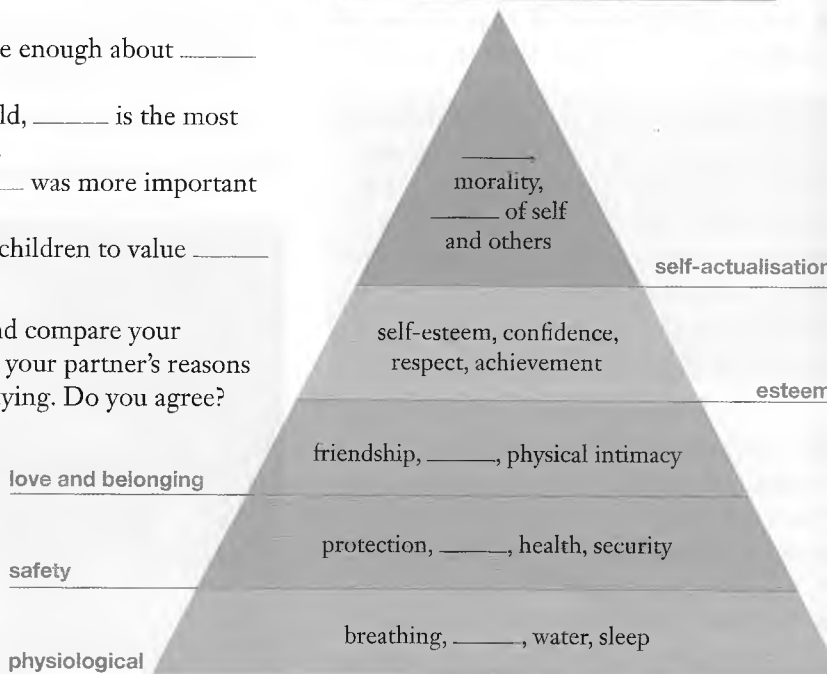 e enough about ______
ld, ______ is the most
__ was more important
children to value ______
nd compare your
your partner's reasons
ying. Do you agree?
______
morality,
______ of self
and others
self-actualisation
self-esteem, confidence,
respect, achievement
esteem
friendship, ______, physical intimacy
love and belonging
protection, ______, health, security
safety
breathing, ______, water, sleep
physiological